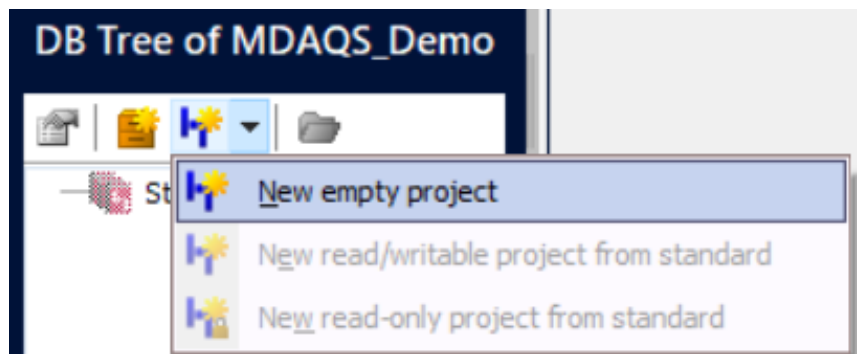 DB Tree of MDAQS_Demo
St
New empty project
New read/writable project from standard
New read-only project from standard